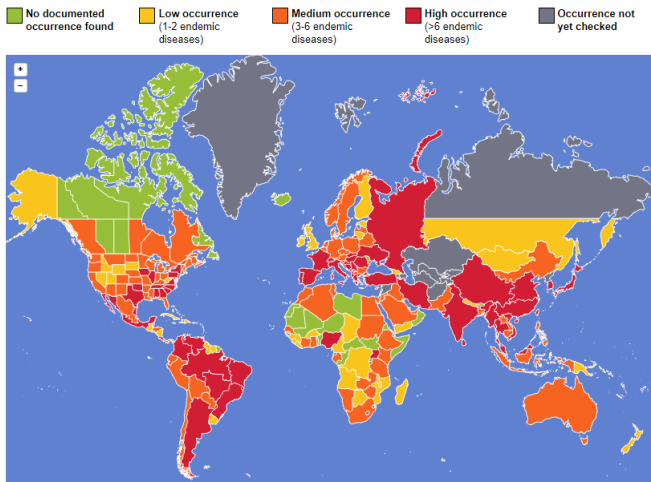 No documented
occurrence found
Low occurrence
(1-2 endemic
diseases)
Medium occurrence
(3-6 endemic
diseases)
High occurrence
(>6 endemic
diseases)
Occurrence not
yet checked
+
−